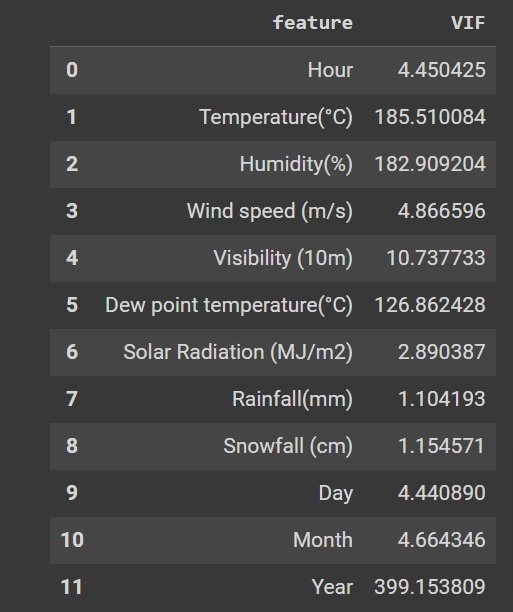 feature VIF
0 Hour 4.450425
1 Temperature(°C) 185.510084
2 Humidity(%) 182.909204
3 Wind speed (m/s) 4.866596
4 Visibility (10m) 10.737733
5 Dew point temperature(°C) 126.862428
6 Solar Radiation (MJ/m2) 2.890387
7 Rainfall(mm) 1.104193
8 Snowfall (cm) 1.154571
9 Day 4.440890
10 Month 4.664346
11 Year 399.153809